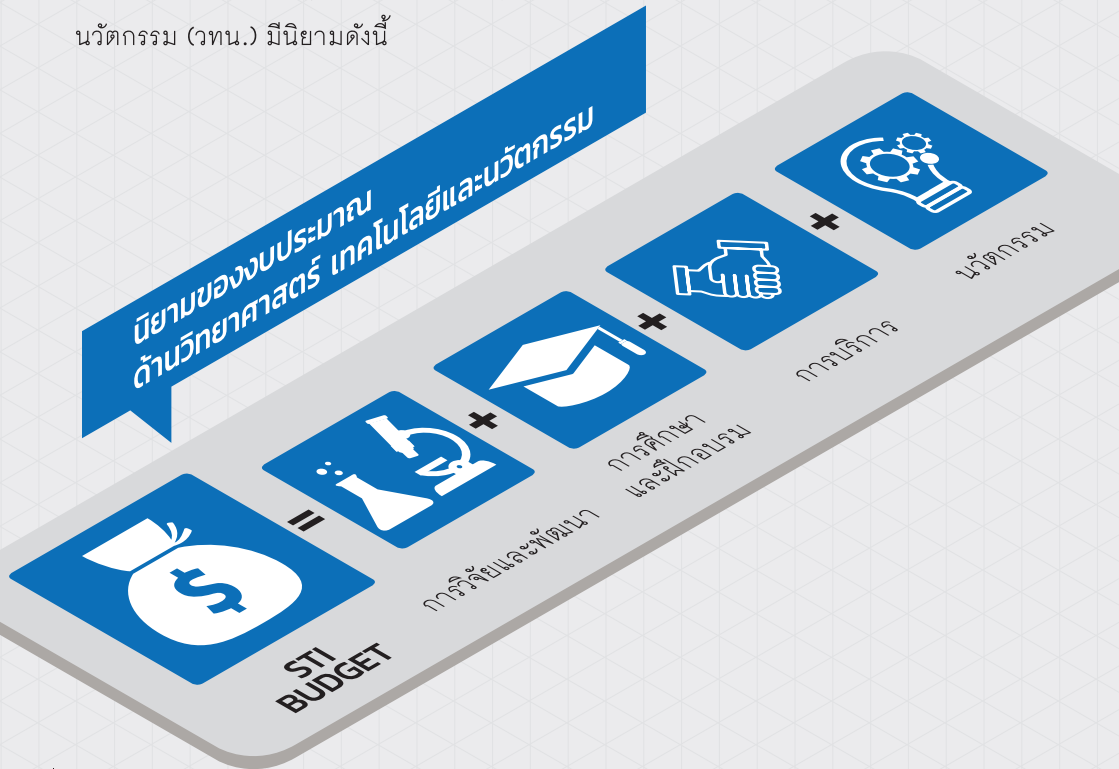 นวัตกรรม (วทน.) มีนิยามดังนี้
นิยามของงบประมาณ
ด้านวิทยาศาสตร์ เทคโนโลยีและนวัตกรรม
STI
BUDGET
=
การวิจัยและพัฒนา
+
การศึกษา
และฝึกอบรม
+
การบริการ
+
นวัตกรรม